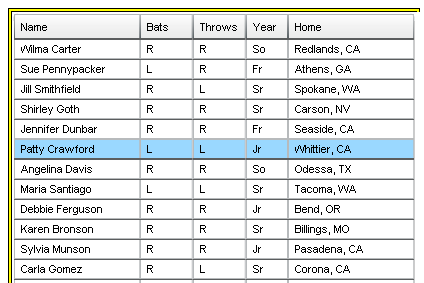 Name Bats Throws Year Home
Wilma Carter R R So Redlands, CA
Sue Pennypacker L R Fr Athens, GA
Jill Smithfield R L Sr Spokane, WA
Shirley Goth R R Sr Carson, NV
Jennifer Dunbar R R Fr Seaside, CA
Patty Crawford L L Jr Whittier, CA
Angelina Davis R R So Odessa, TX
Maria Santiago L L Sr Tacoma, WA
Debbie Ferguson R R Jr Bend, OR
Karen Bronson R R Sr Billings, MO
Sylvia Munson R R Jr Pasadena, CA
Carla Gomez R L Sr Corona, CA